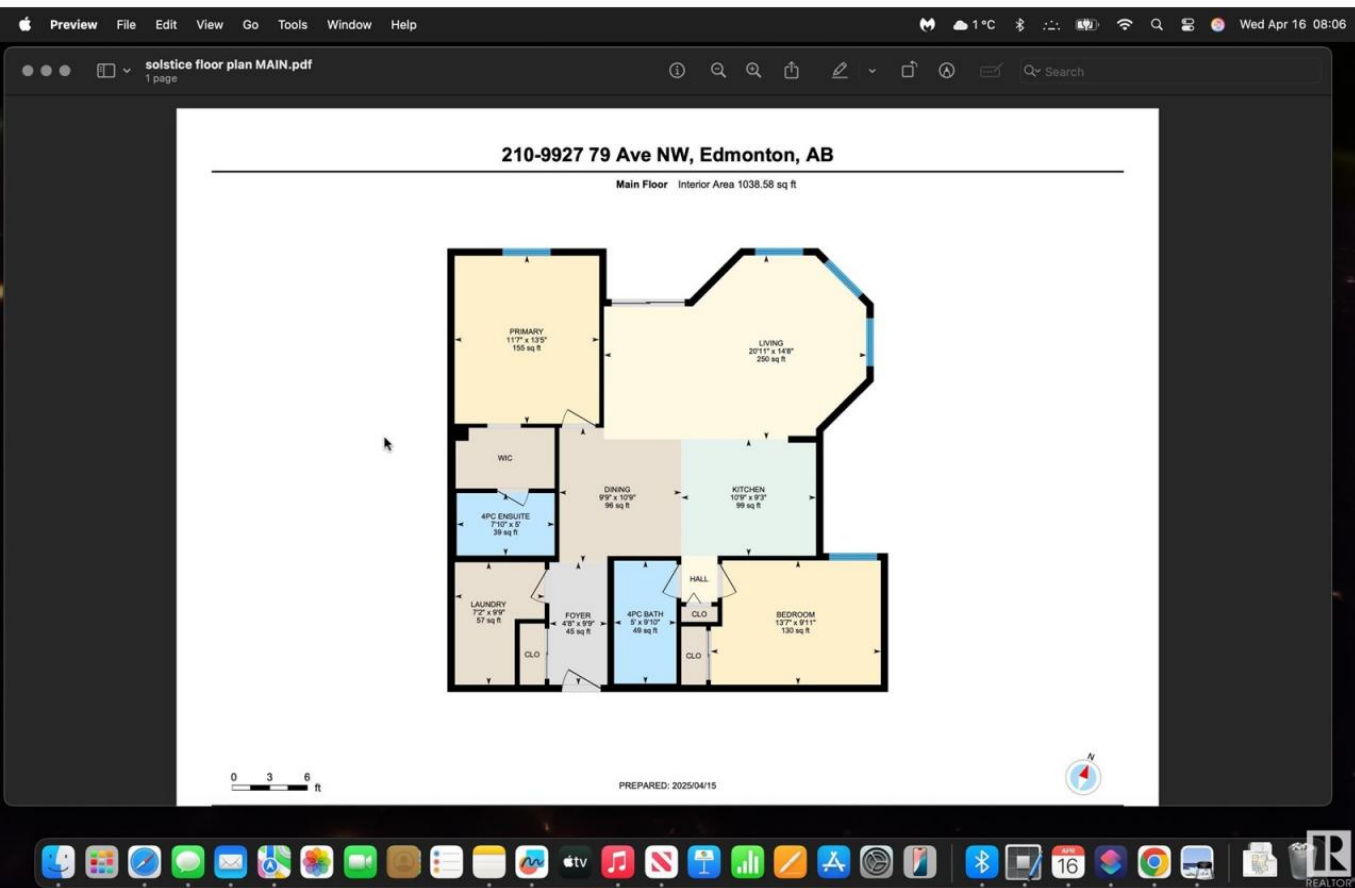 Preview File Edit View Go Tools Window Help
1°C
Wed Apr 16 08:06
solstice floor plan MAIN.pdf
1 page
Search
210-9927 79 Ave NW, Edmonton, AB
Main Floor Interior Area 1038.58 sq ft
PRIMARY
11'7" x 13'5"
155 sq ft
LIVING
20'11" x 14'8"
250 sq ft
WIC
DINING
9'9" x 10'9"
96 sq ft
KITCHEN
10'9" x 9'3"
99 sq ft
4PC ENSUITE
7'10" x 5'
39 sq ft
HALL
LAUNDRY
7'2" x 9'9"
57 sq ft
FOYER
4'8" x 9'9"
45 sq ft
4PC BATH
5' x 9'10"
49 sq ft
CLO
BEDROOM
13'7" x 9'11"
130 sq ft
CLO
CLO
N
0 3 6
ft
PREPARED: 2025/04/15
tv
APR
16
R
REALTOR